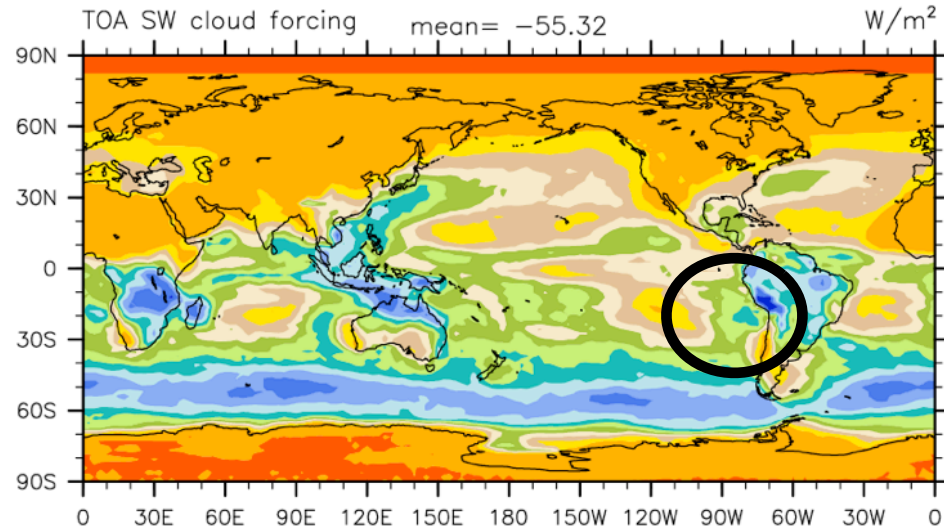 TOA SW cloud forcing mean= −55.32 W/m²
90N
60N
30N
0
30S
60S
90S
0 30E 60E 90E 120E 150E 180 150W 120W 90W 60W 30W 0